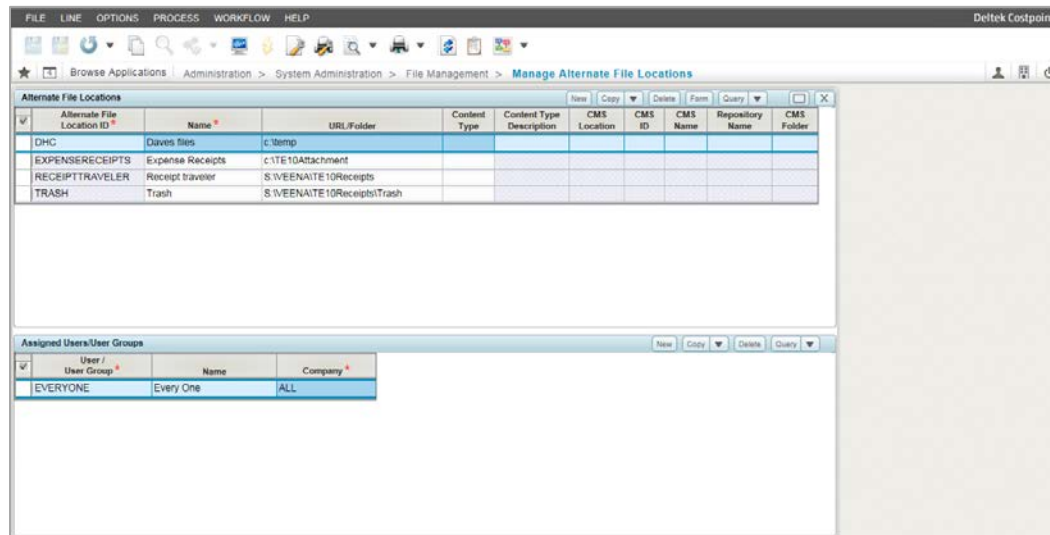 FILE LINE OPTIONS PROCESS WORKFLOW HELP Deltek Costpoin
Browse Applications Administration > System Administration > File Management > Manage Alternate File Locations
Alternate File Locations New Copy Delete Form Query X
Alternate File Location ID * Name * URL/Folder Content Type Content Type Description CMS Location CMS ID CMS Name Repository Name CMS Folder
DHC Daves files c:\temp
EXPENSERECEIPTS Expense Receipts c:\TE10Attachment
RECEIPTTRAVELER Receipt traveler S:\VEENA\TE10Receipts
TRASH Trash S:\VEENA\TE10Receipts\Trash
Assigned Users/User Groups New Copy Delete Query
User / User Group * Name Company *
EVERYONE Every One ALL